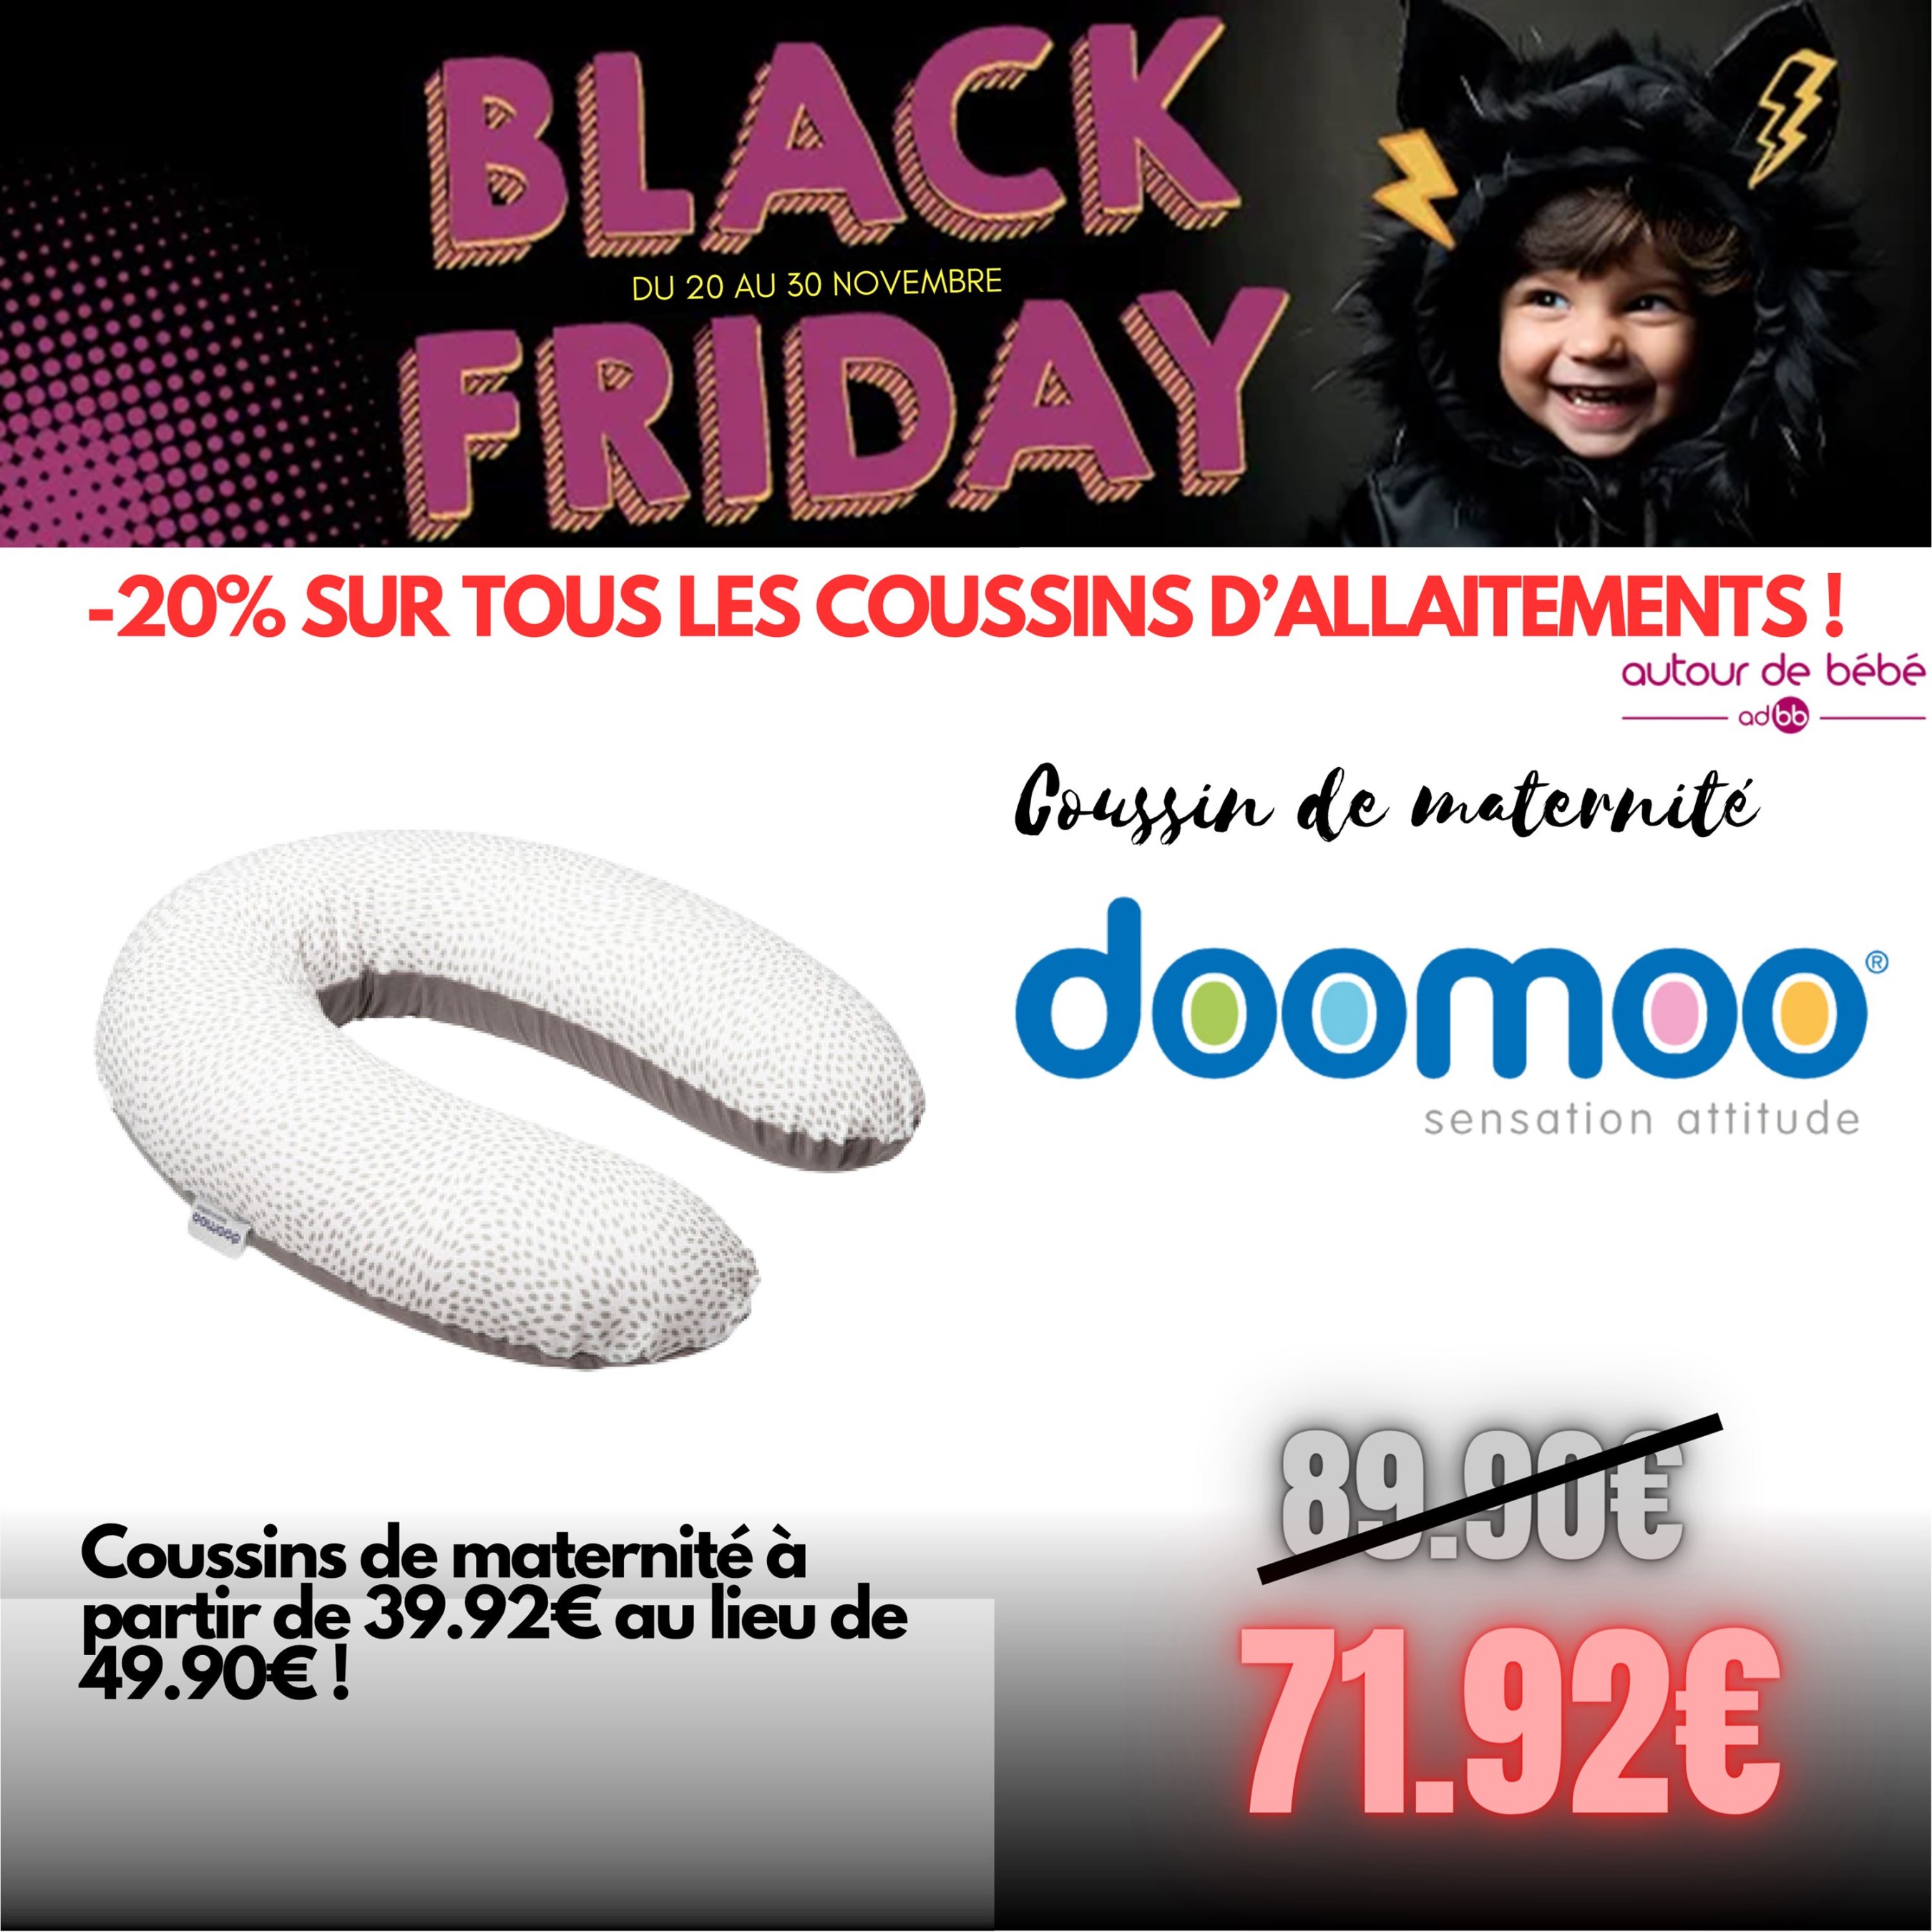 BLACK
DU 20 AU 30 NOVEMBRE
FRIDAY
-20% SUR TOUS LES COUSSINS D’ALLAITEMENTS !
autour de bébé
adbb
Coussin de maternité
doomoo®
sensation attitude
doomoo
89.90€
Coussins de maternité à
partir de 39.92€ au lieu de
49.90€ !
71.92€